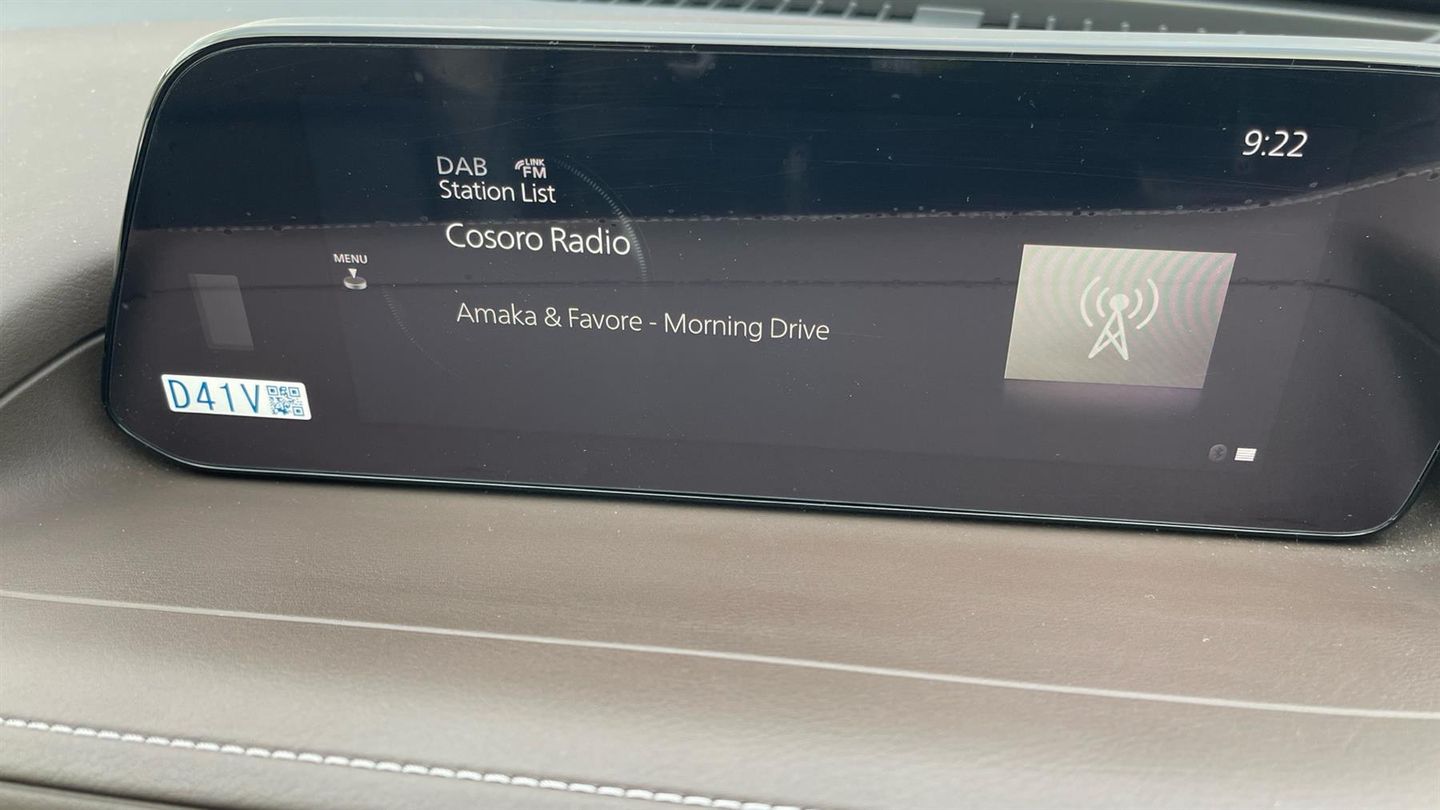 9:22
DAB LINK FM
Station List
Cosoro Radio
MENU
Amaka & Favore - Morning Drive
D41V